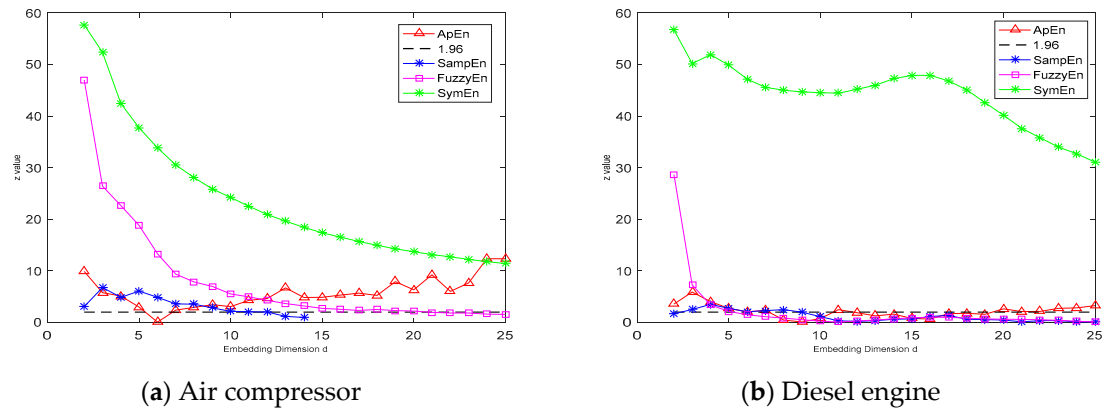 60
50
40
30
20
10
0
z value
0
5
10
15
20
25
Embedding Dimension d
ApEn
1.96
SampEn
FuzzyEn
SymEn
(a) Air compressor
60
50
40
30
20
10
0
z value
0
5
10
15
20
25
Embedding Dimension d
ApEn
1.96
SampEn
FuzzyEn
SymEn
(b) Diesel engine